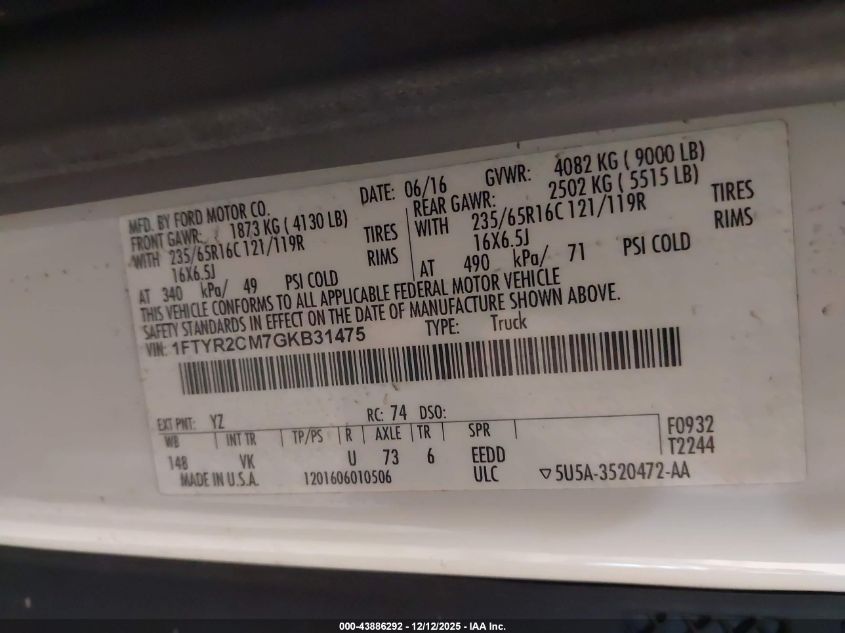 MFD. BY FORD MOTOR CO. DATE: 06/16 GVWR: 4082 KG ( 9000 LB)
FRONT GAWR: 1873 KG ( 4130 LB) REAR GAWR: 2502 KG ( 5515 LB)
WITH 235/65R16C 121/119R TIRES WITH 235/65R16C 121/119R TIRES
16X6.5J RIMS 16X6.5J RIMS
AT 340 kPa/ 49 PSI COLD AT 490 kPa/ 71 PSI COLD
THIS VEHICLE CONFORMS TO ALL APPLICABLE FEDERAL MOTOR VEHICLE
SAFETY STANDARDS IN EFFECT ON THE DATE OF MANUFACTURE SHOWN ABOVE.
VIN: 1FTYR2CM7GKB31475 TYPE: Truck
EXT PNT: YZ RC: 74 DSO:
WB INT TR TP/PS R AXLE TR SPR F0932
148 VK U 73 6 EEDD T2244
MADE IN U.S.A. 1201606010506 ULC ▽5U5A-3520472-AA
000-43886292 - 12/12/2025 - IAA Inc.